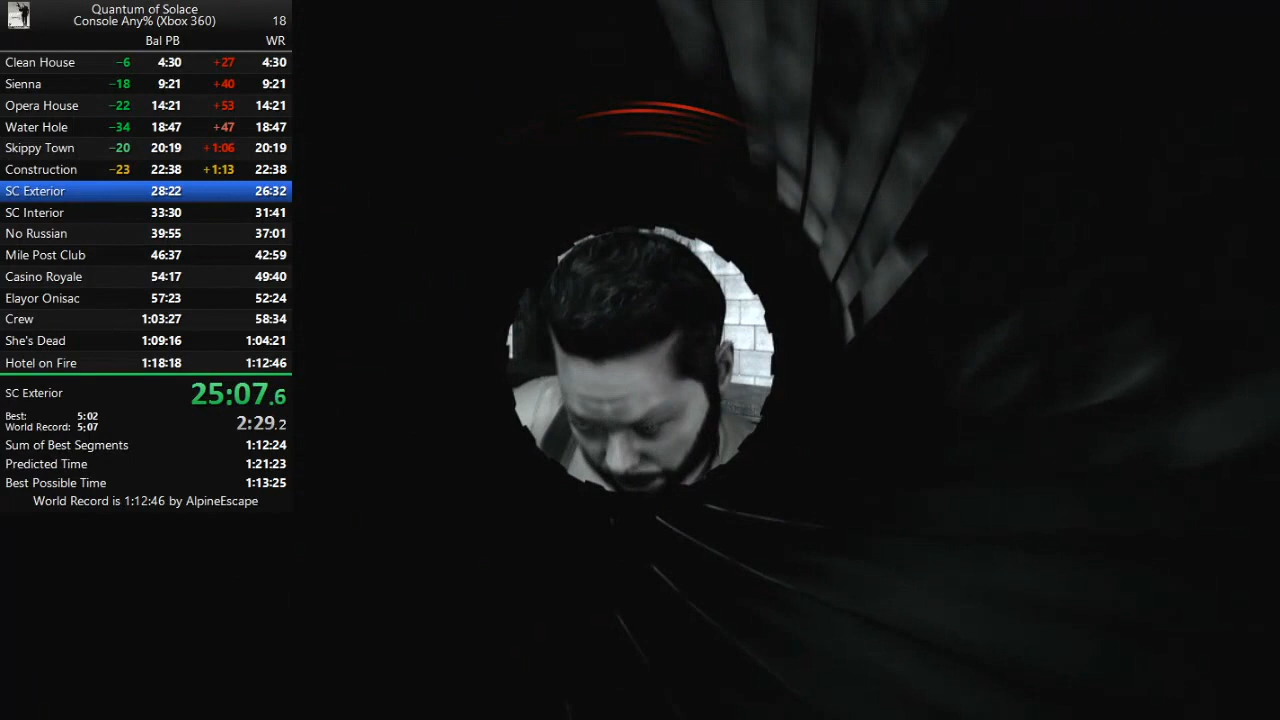 Quantum of Solace
Console Any% (Xbox 360) 18
Bal PB WR
Clean House −6 4:30 +27 4:30
Sienna −18 9:21 +40 9:21
Opera House −22 14:21 +53 14:21
Water Hole −34 18:47 +47 18:47
Skippy Town −20 20:19 +1:06 20:19
Construction −23 22:38 +1:13 22:38
SC Exterior 28:22 26:32
SC Interior 33:30 31:41
No Russian 39:55 37:01
Mile Post Club 46:37 42:59
Casino Royale 54:17 49:40
Elayor Onisac 57:23 52:24
Crew 1:03:27 58:34
She's Dead 1:09:16 1:04:21
Hotel on Fire 1:18:18 1:12:46
SC Exterior 25:07.6
Best: 5:02
World Record: 5:07 2:29.2
Sum of Best Segments 1:12:24
Predicted Time 1:21:23
Best Possible Time 1:13:25
World Record is 1:12:46 by AlpineEscape